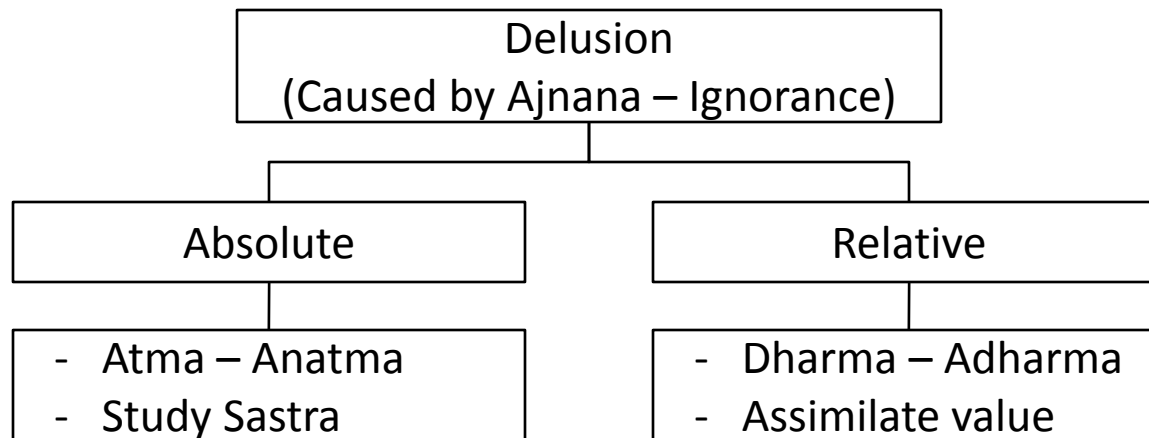 Delusion
(Caused by Ajnana – Ignorance)
Absolute
Relative
- Atma – Anatma
- Study Sastra
- Dharma – Adharma
- Assimilate value